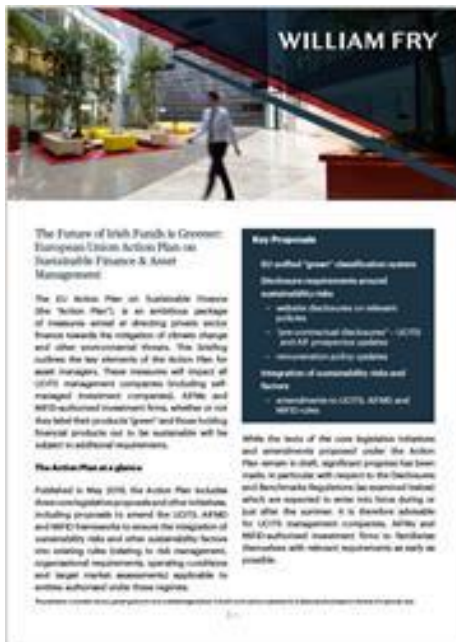 WILLIAM FRY
The Future of Irish Funds is Greener:
European Union Action Plan on
Sustainable Finance & Asset
Management
The EU Action Plan on Sustainable Finance
(the "Action Plan"), is an ambitious package
of measures aimed at directing private sector
finance towards the mitigation of climate change
and other environmental threats. This Briefing
outlines the key elements of the Action Plan for
asset managers. These measures will impact all
UCITS management companies (including self-
managed investment companies), AIFMs and
MiFID-authorised investment firms, whether or not
they label their products "green" and those holding
financial products out to be sustainable will be
subject to additional requirements.
The Action Plan at a glance
Published in May 2018, the Action Plan includes
three core legislative proposals and other initiatives,
including proposals to amend the UCITS, AIFMD
and MiFID frameworks to ensure the integration of
sustainability risks and other sustainability factors
into existing rules (relating to risk management,
organisational requirements, operating conditions
and target market assessments) applicable to
entities authorised under those regimes.
Key Proposals
EU unified "green" classification system
Disclosure requirements around
sustainability risks:
– website disclosures on relevant
policies
– "pre-contractual disclosures" - UCITS
and AIF prospectus updates
– remuneration policy updates
Integration of sustainability risks and
factors
– amendments to UCITS, AIFMD and
MiFID rules
While the texts of the core legislative initiatives
and amendments proposed under the Action
Plan remain in draft, significant progress has been
made, in particular with respect to the Disclosures
and Benchmarks Regulations (as examined below)
which are expected to enter into force during or
just after the summer. It is therefore advisable
for UCITS management companies, AIFMs and
MiFID-authorised investment firms to familiarise
themselves with relevant requirements as early as
possible.